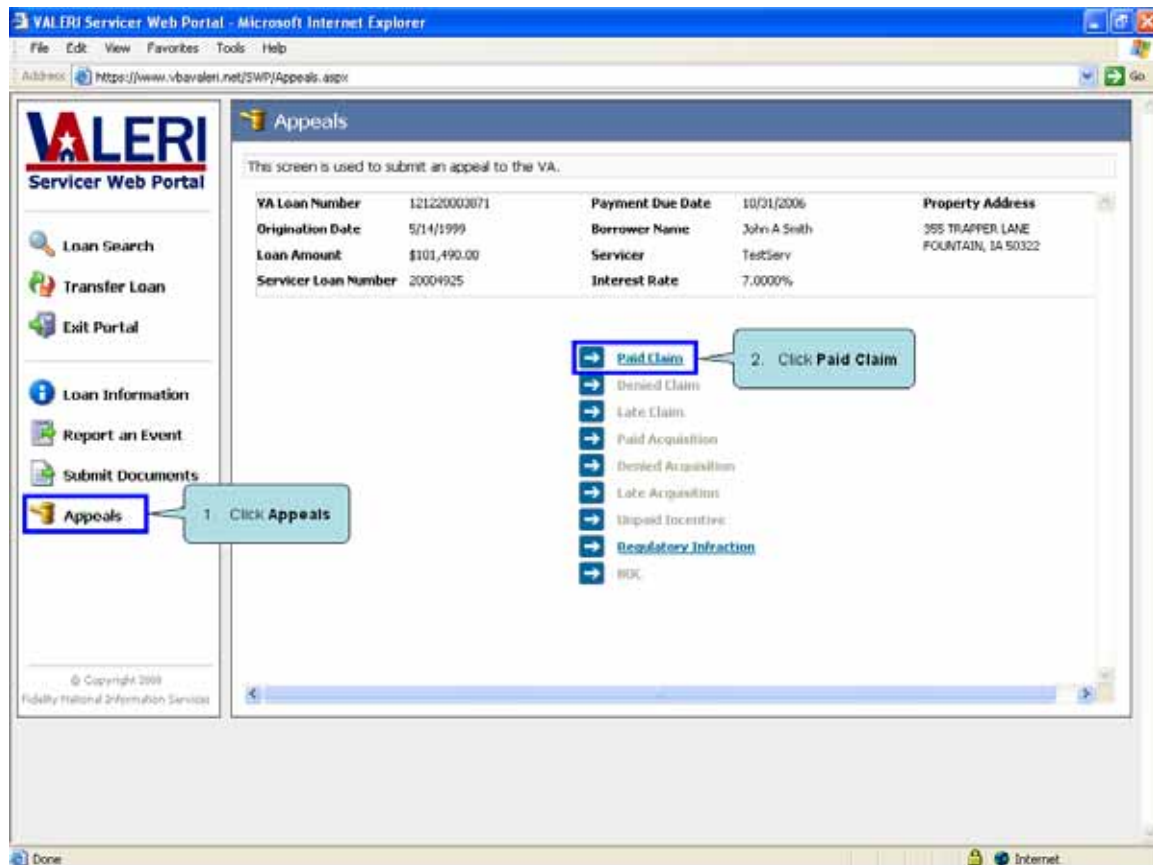 VALERI Servicer Web Portal - Microsoft Internet Explorer
File Edit View Favorites Tools Help
Address https://www.vbavaleri.net/SWP/Appeals.aspx Go
VALERI
Servicer Web Portal
Loan Search
Transfer Loan
Exit Portal
Loan Information
Report an Event
Submit Documents
Appeals
1. Click Appeals
© Copyright
Fidelity National Information Services
Appeals
This screen is used to submit an appeal to the VA.
VA Loan Number 121220003871 Payment Due Date 10/31/2006 Property Address
Origination Date 5/14/1999 Borrower Name John A Smith 355 TRAPPER LANE
Loan Amount $101,490.00 Servicer TestServ FOUNTAIN, IA 50322
Servicer Loan Number 20004925 Interest Rate 7.0000%
Paid Claim
2. Click Paid Claim
Denied Claim
Late Claim
Paid Acquisition
Denied Acquisition
Late Acquisition
Unpaid Incentive
Regulatory Infraction
Done Internet